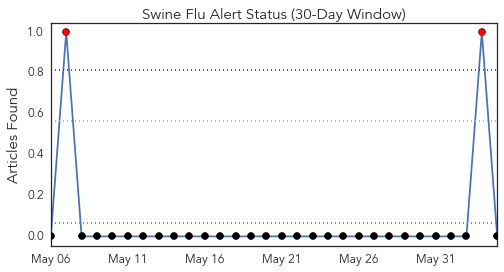 Swine Flu Alert Status (30-Day Window)
Articles Found
1.0
0.8
0.6
0.4
0.2
0.0
May 06
May 11
May 16
May 21
May 26
May 31